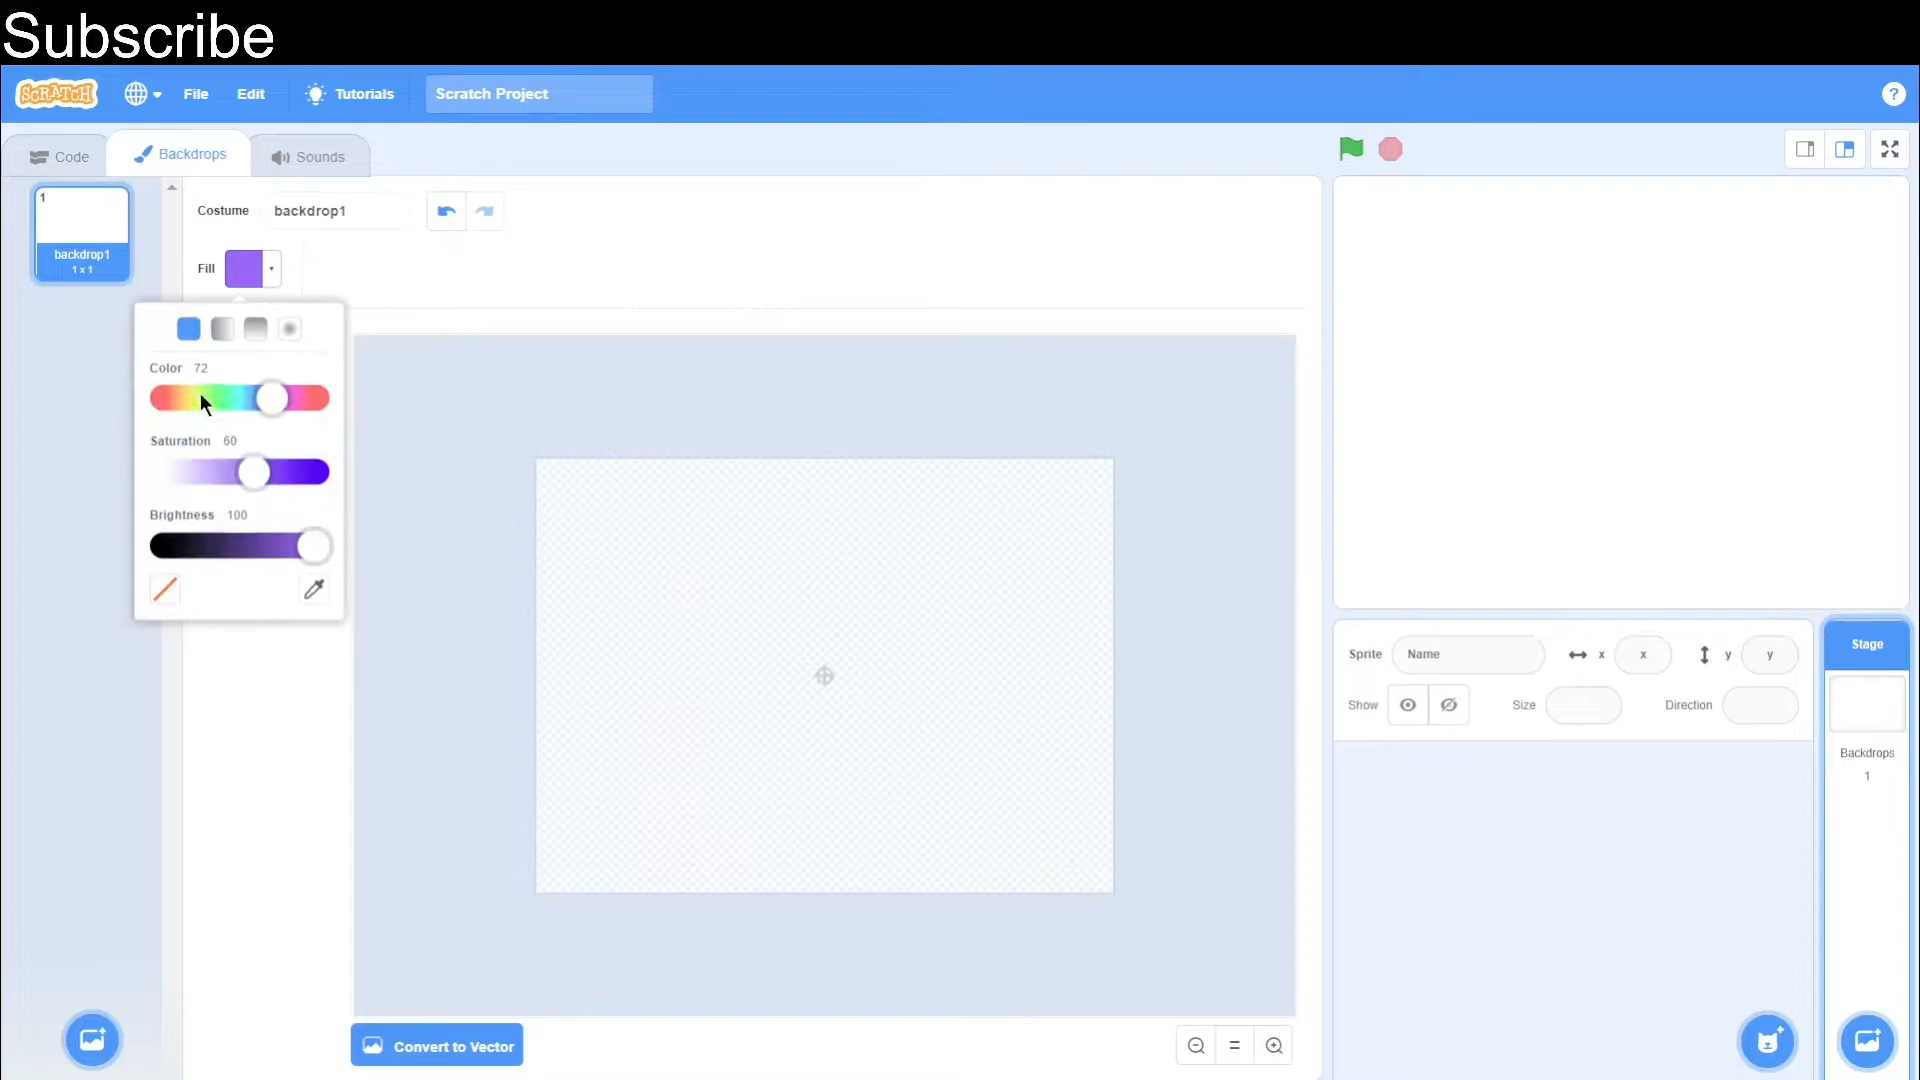 Subscribe
SCRATCH File Edit Tutorials Scratch Project ?
Code Backdrops Sounds
1
backdrop1
1 x 1
Costume backdrop1
Fill
Color 72
Saturation 60
Brightness 100
Convert to Vector
=
Sprite Name x x y y
Show Size Direction
Stage
Backdrops
1